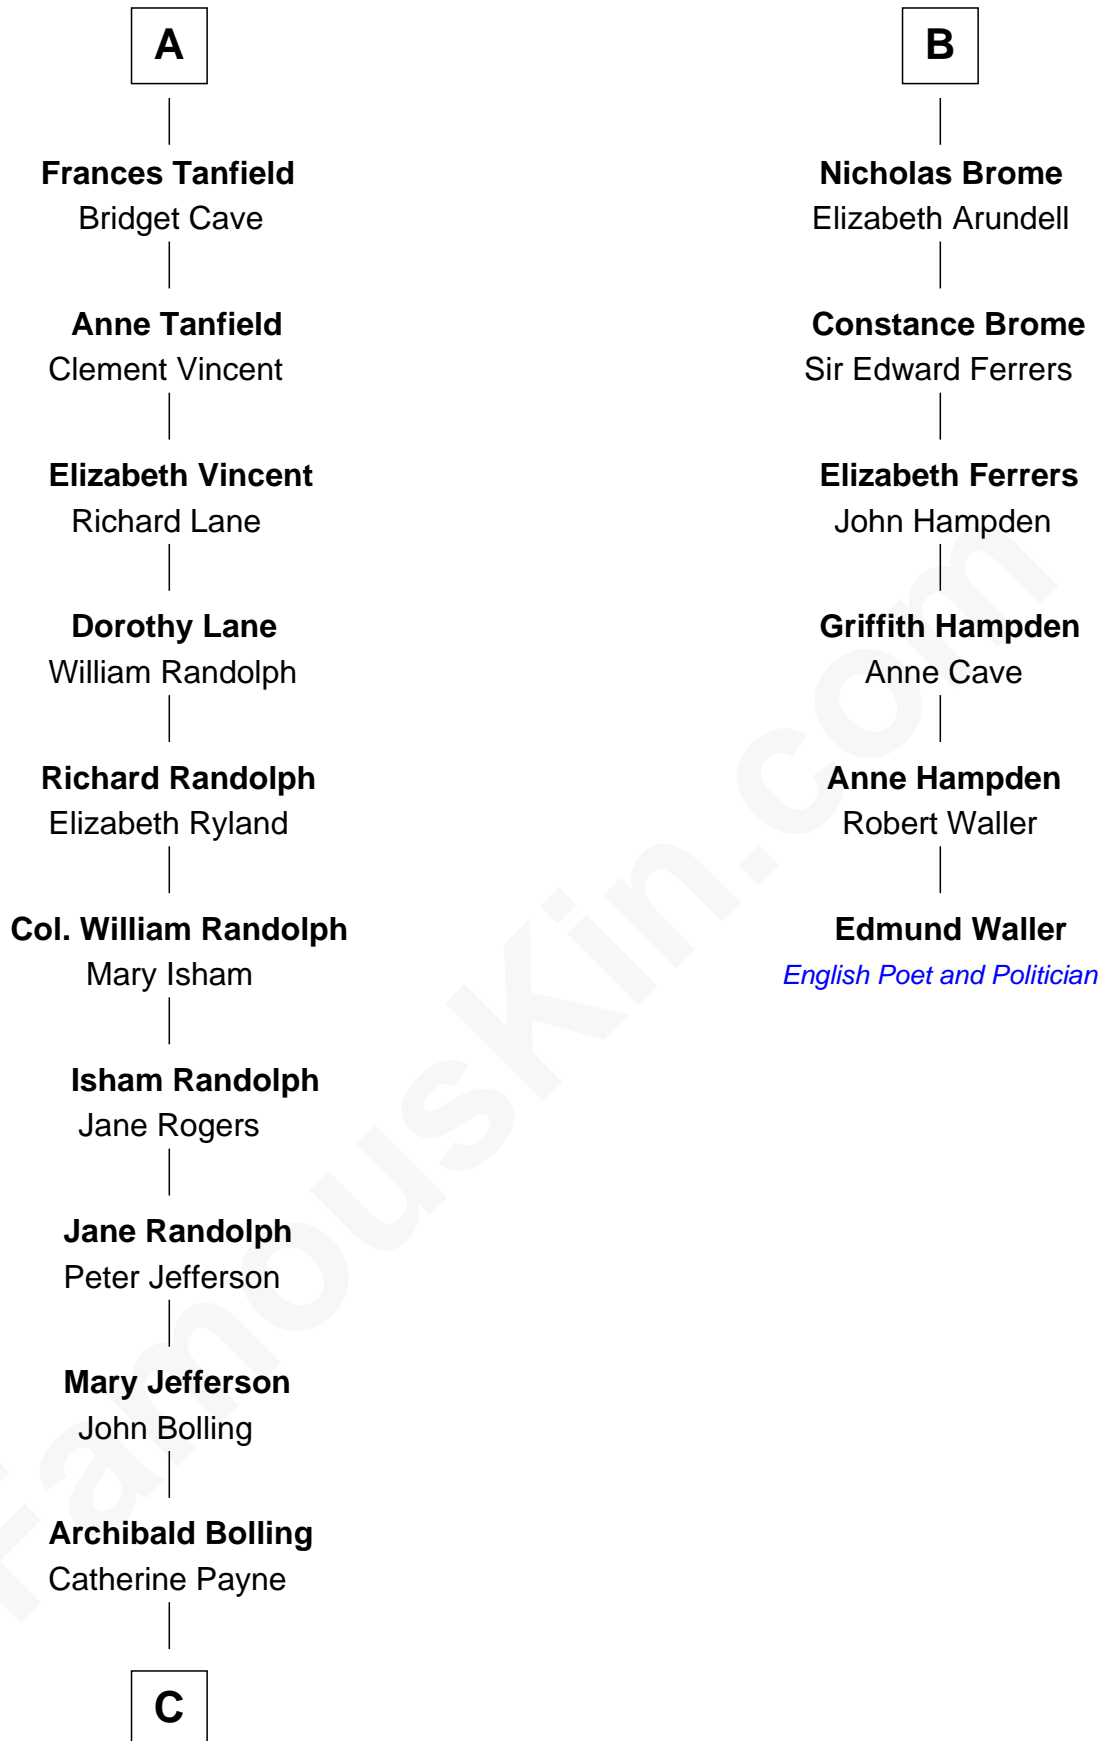 A
Frances Tanfield
Bridget Cave
Anne Tanfield
Clement Vincent
Elizabeth Vincent
Richard Lane
Dorothy Lane
William Randolph
Richard Randolph
Elizabeth Ryland
Col. William Randolph
Mary Isham
Isham Randolph
Jane Rogers
Jane Randolph
Peter Jefferson
Mary Jefferson
John Bolling
Archibald Bolling
Catherine Payne
C
B
Nicholas Brome
Elizabeth Arundell
Constance Brome
Sir Edward Ferrers
Elizabeth Ferrers
John Hampden
Griffith Hampden
Anne Cave
Anne Hampden
Robert Waller
Edmund Waller
English Poet and Politician
FamousKin.com